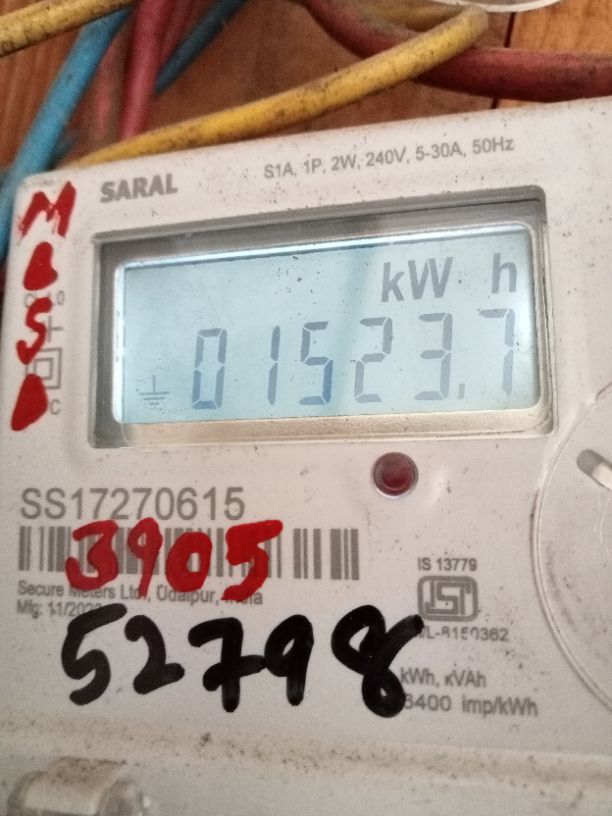 SARAL
S1A, 1P, 2W, 240V, 5-30A, 50Hz
kW h
01523.7
SS17270615
3905
Secure Meters Ltd., Udaipur, India
IS 13779
52798
kWh, kVAh
6400 imp/kWh